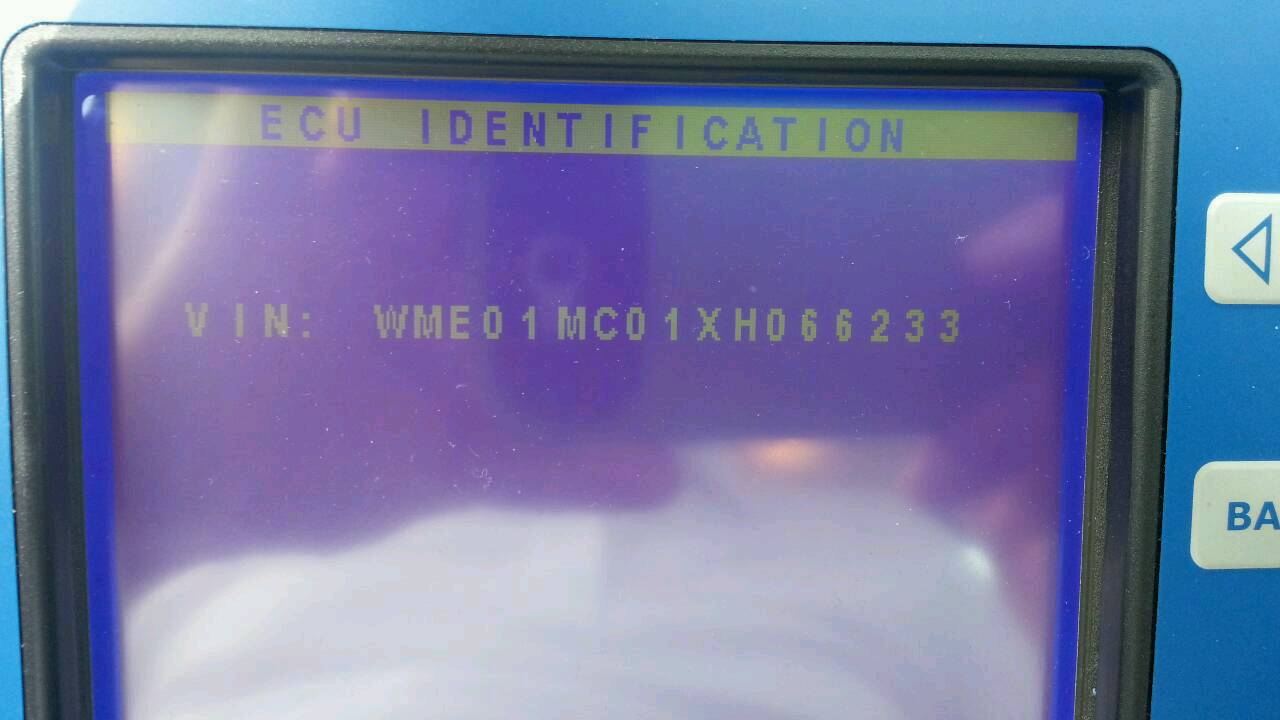 ECU IDENTIFICATION
VIN: WME01MC01XH066233
BA